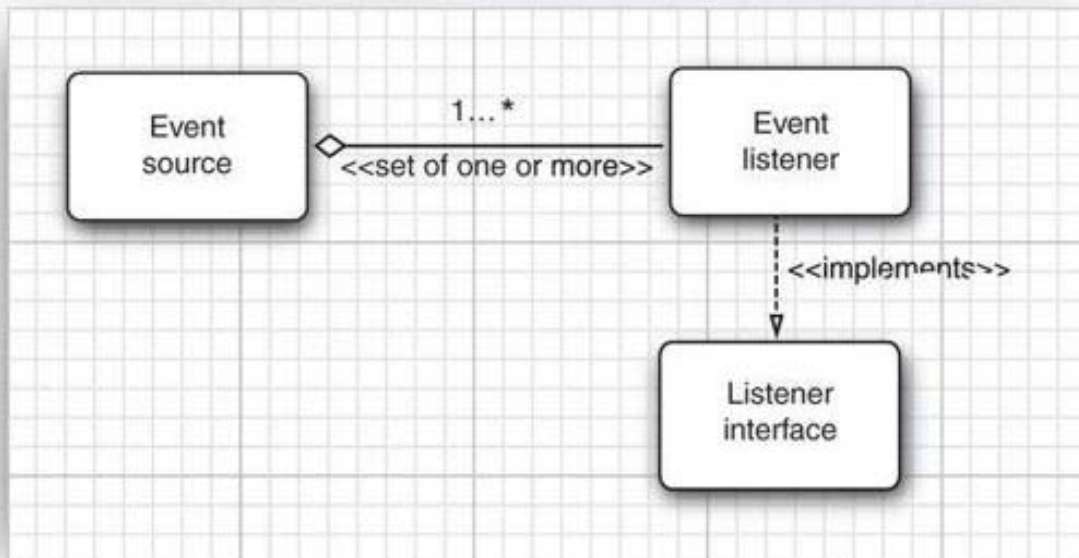 Event
source
1...*
<<set of one or more>>
Event
listener
<<implements>>
Listener
interface